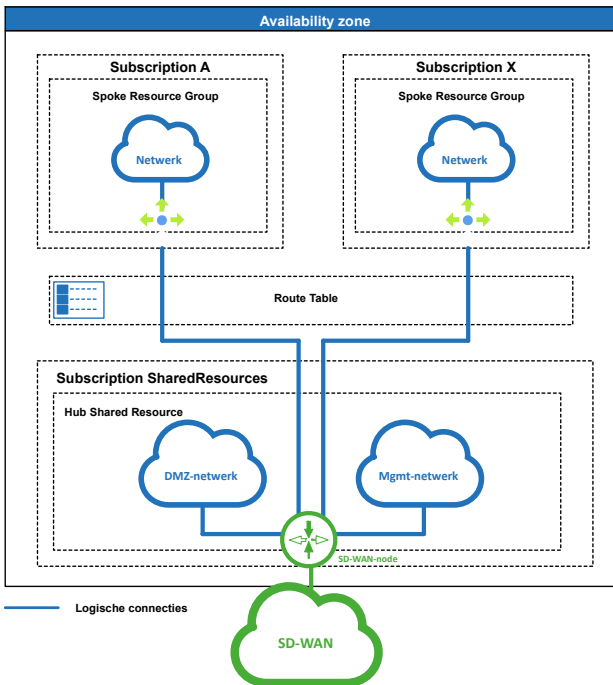 Availability zone
Subscription A
Subscription X
Spoke Resource Group
Spoke Resource Group
Netwerk
Netwerk
Route Table
Subscription SharedResources
Hub Shared Resource
DMZ-netwerk
Mgmt-netwerk
SD-WAN-node
Logische connecties
SD-WAN